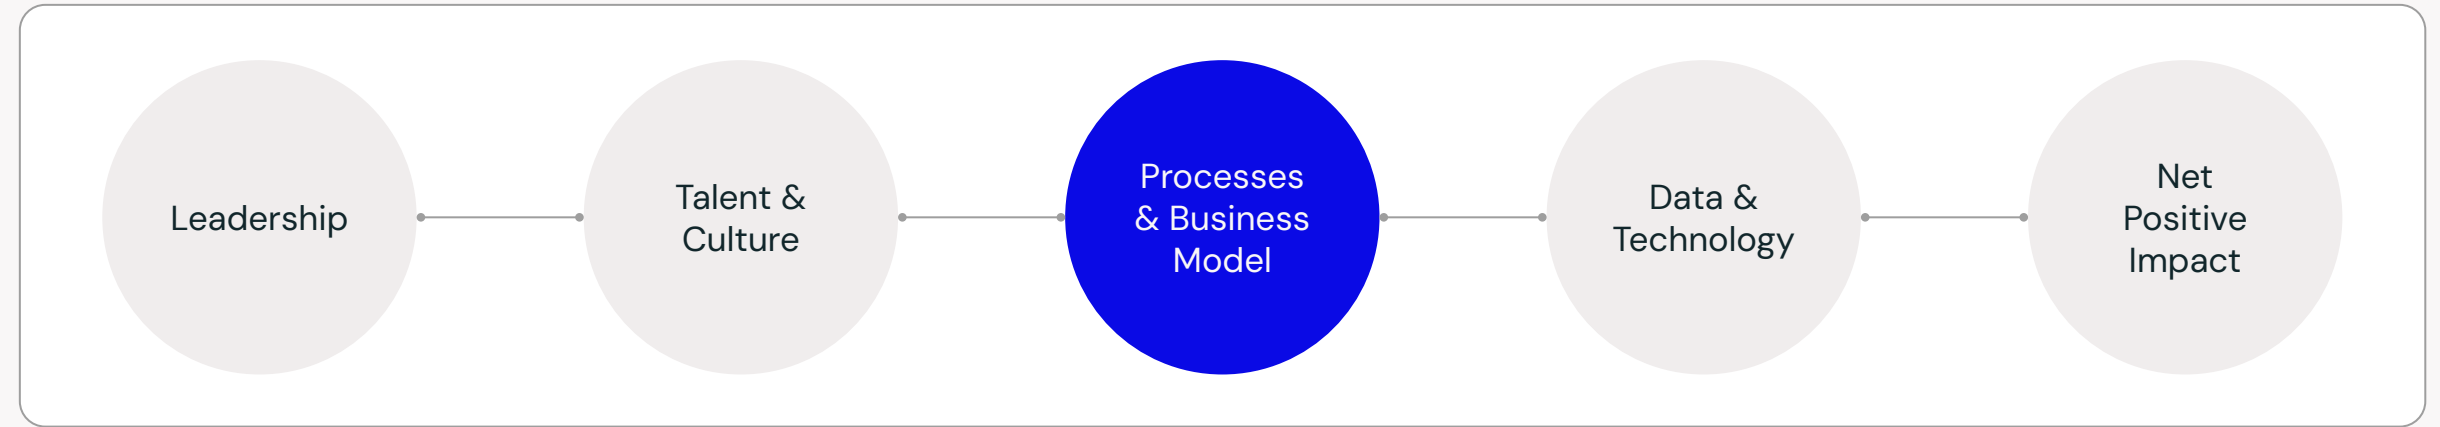 Leadership
Talent &
Culture
Processes
& Business
Model
Data &
Technology
Net
Positive
Impact